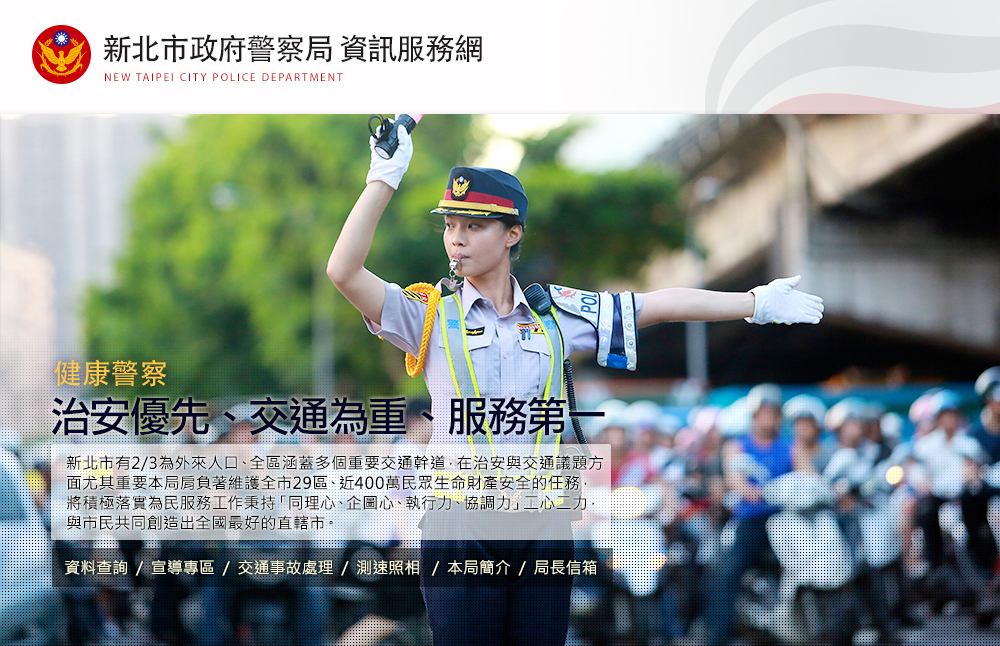 新北市政府警察局 資訊服務網
NEW TAIPEI CITY POLICE DEPARTMENT
POL
健康警察
治安優先、交通為重、服務第一
新北市有2/3為外來人口、全區涵蓋多個重要交通幹道，在治安與交通議題方
面尤其重要本局肩負著維護全市29區、近400萬民眾生命財產安全的任務，
將積極落實為民服務工作秉持「同理心、企圖心、執行力、協調力」二心二力，
與市民共同創造出全國最好的直轄市。
資料查詢 / 宣導專區 / 交通事故處理 / 測速照相 / 本局簡介 / 局長信箱